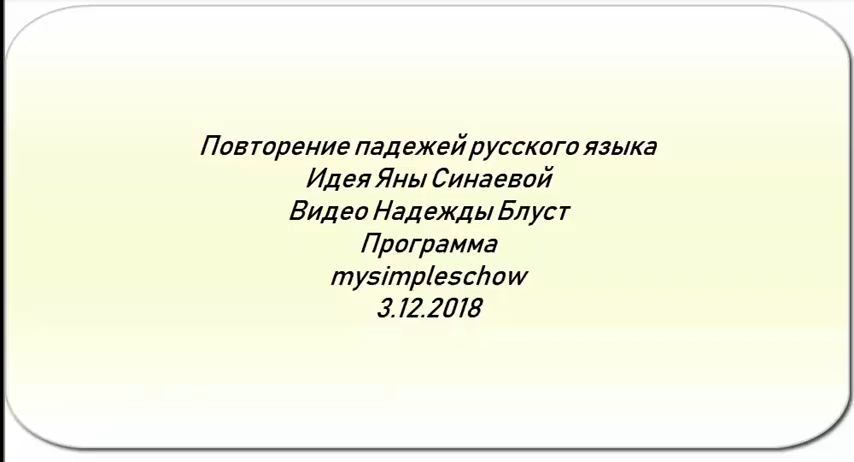 Повторение падежей русского языка
Идея Яны Синаевой
Видео Надежды Блуст
Программа
mysimpleschow
3.12.2018